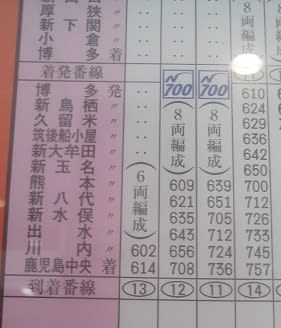 厚狭
新下関
小倉
博多 着 ‥ ‥ ‥
8両編成
着発番線
N700 N700
博多 発 610
新鳥栖 〃 624
久留米 〃 629
筑後船小屋 〃 636
新大牟田 〃 642
新玉名 〃 650
熊本 〃 609 639 700
新八代 〃 621 651 712
新水俣 〃 635 705 726
出水 〃 643 712 733
川内 〃 602 656 724 745
鹿児島中央 着 614 708 736 757
(6両編成) (8両編成) (8両編成)
到着番線 ⑬ ⑫ ⑪ ⑭